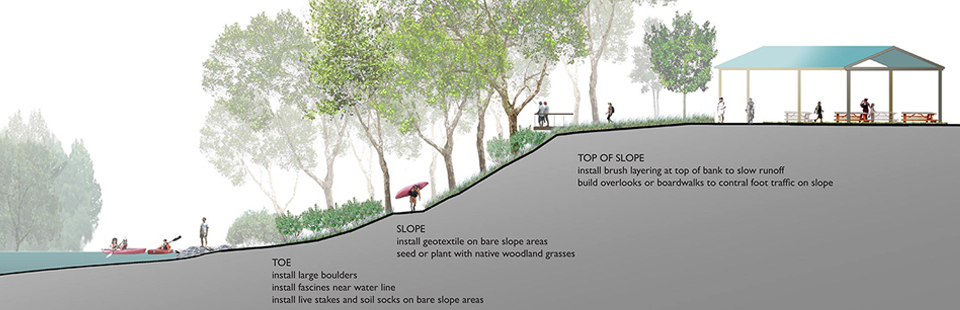 TOP OF SLOPE
install brush layering at top of bank to slow runoff
build overlooks or boardwalks to contral foot traffic on slope
SLOPE
install geotextile on bare slope areas
seed or plant with native woodland grasses
TOE
install large boulders
install fascines near water line
install live stakes and soil socks on bare slope areas